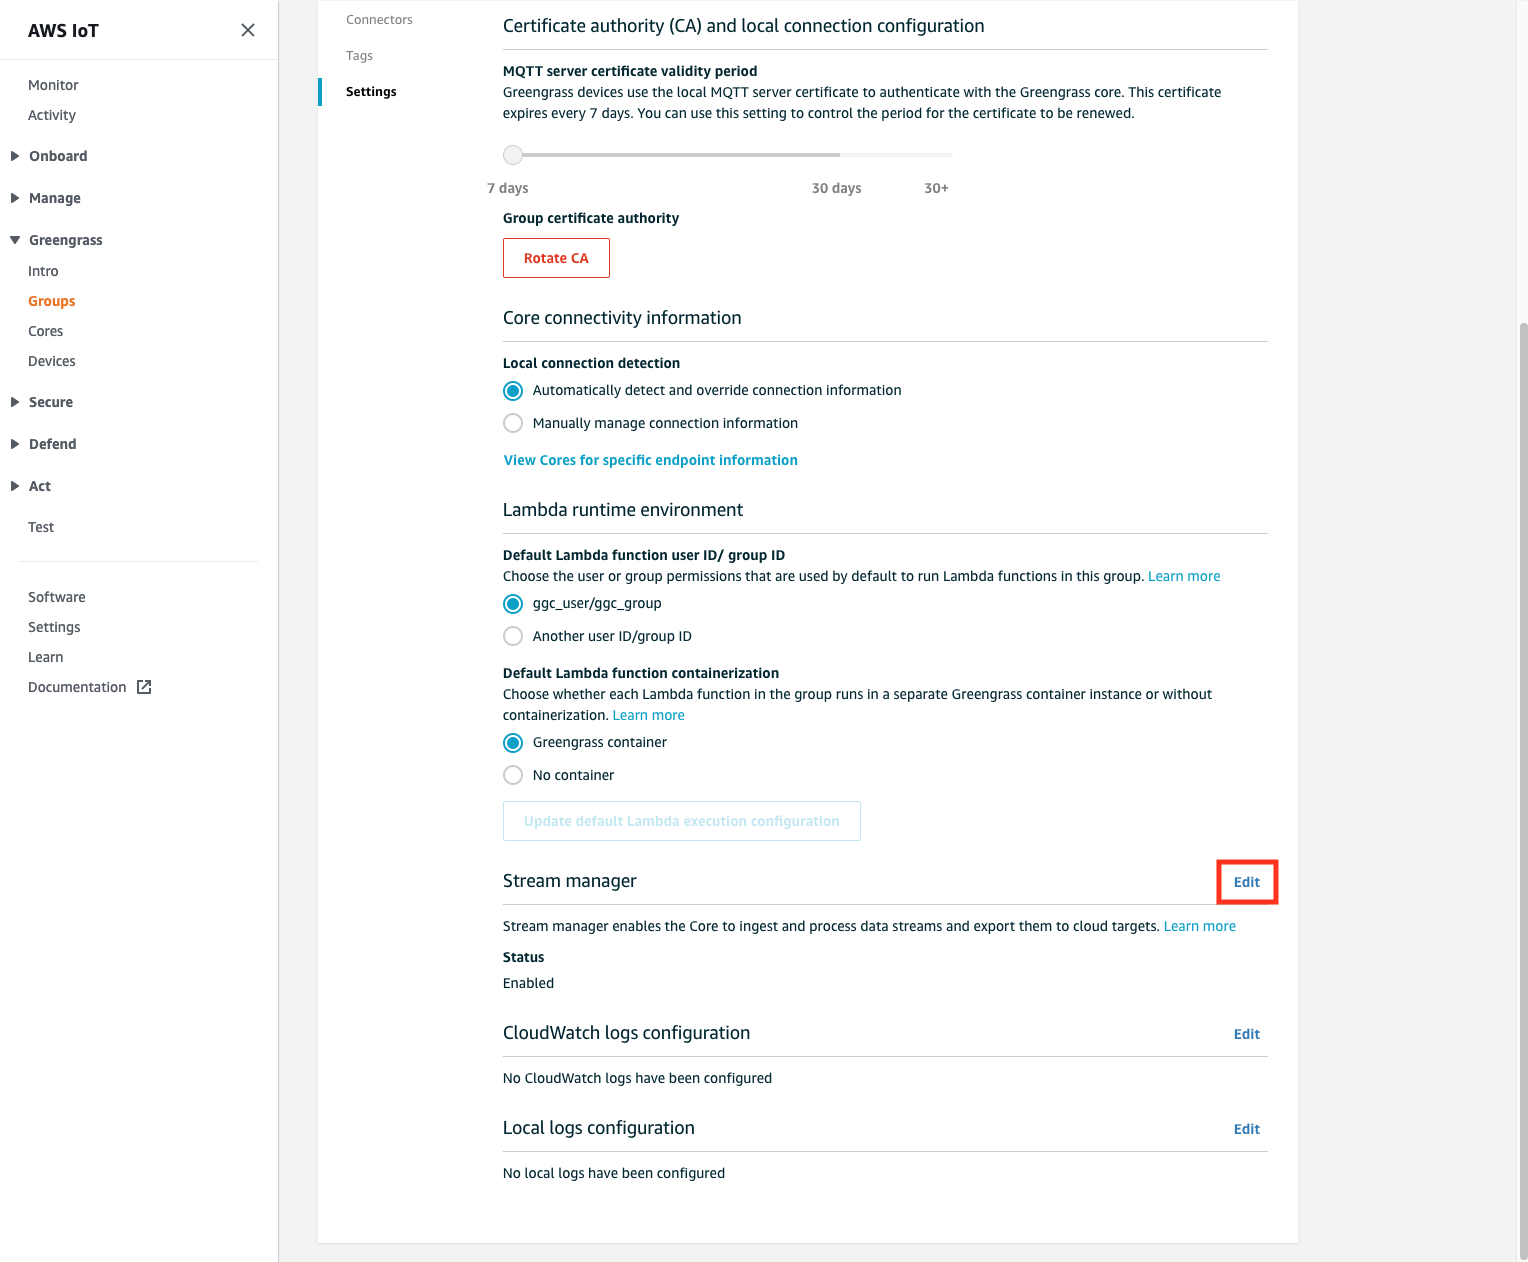 AWS IoT
Monitor
Activity
Onboard
Manage
Greengrass
Intro
Groups
Cores
Devices
Secure
Defend
Act
Test
Software
Settings
Learn
Documentation
Connectors
Tags
Settings
Certificate authority (CA) and local connection configuration
MQTT server certificate validity period
Greengrass devices use the local MQTT server certificate to authenticate with the Greengrass core. This certificate
expires every 7 days. You can use this setting to control the period for the certificate to be renewed.
7 days 30 days 30+
Group certificate authority
Rotate CA
Core connectivity information
Local connection detection
Automatically detect and override connection information
Manually manage connection information
View Cores for specific endpoint information
Lambda runtime environment
Default Lambda function user ID/ group ID
Choose the user or group permissions that are used by default to run Lambda functions in this group. Learn more
ggc_user/ggc_group
Another user ID/group ID
Default Lambda function containerization
Choose whether each Lambda function in the group runs in a separate Greengrass container instance or without
containerization. Learn more
Greengrass container
No container
Update default Lambda execution configuration
Stream manager Edit
Stream manager enables the Core to ingest and process data streams and export them to cloud targets. Learn more
Status
Enabled
CloudWatch logs configuration Edit
No CloudWatch logs have been configured
Local logs configuration Edit
No local logs have been configured